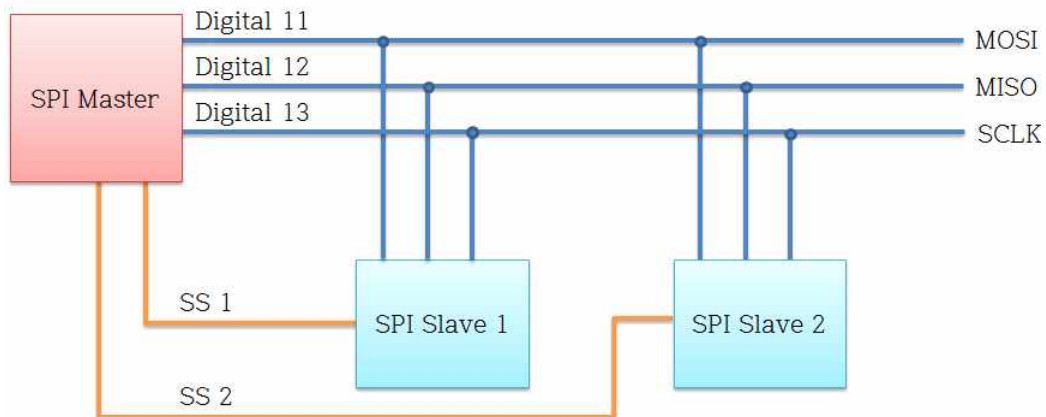 Digital 11
MOSI
Digital 12
MISO
SPI Master
Digital 13
SCLK
SS 1
SPI Slave 1
SPI Slave 2
SS 2